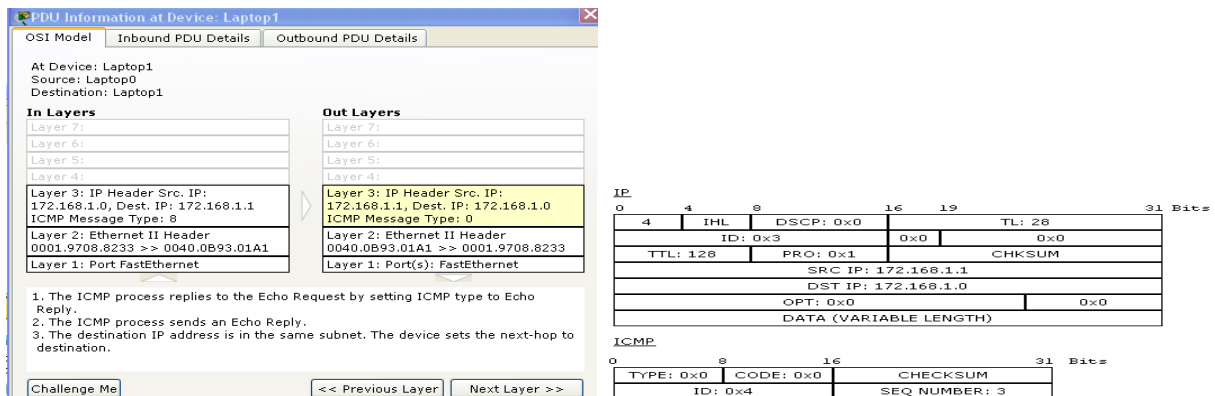 PDU Information at Device: Laptop1
OSI Model Inbound PDU Details Outbound PDU Details
At Device: Laptop1
Source: Laptop0
Destination: Laptop1
In Layers
Layer 7:
Layer 6:
Layer 5:
Layer 4:
Layer 3: IP Header Src. IP:
172.168.1.0, Dest. IP: 172.168.1.1
ICMP Message Type: 8
Layer 2: Ethernet II Header
0001.9708.8233 >> 0040.0B93.01A1
Layer 1: Port FastEthernet
Out Layers
Layer 7:
Layer 6:
Layer 5:
Layer 4:
Layer 3: IP Header Src. IP:
172.168.1.1, Dest. IP: 172.168.1.0
ICMP Message Type: 0
Layer 2: Ethernet II Header
0040.0B93.01A1 >> 0001.9708.8233
Layer 1: Port(s): FastEthernet
1. The ICMP process replies to the Echo Request by setting ICMP type to Echo
Reply.
2. The ICMP process sends an Echo Reply.
3. The destination IP address is in the same subnet. The device sets the next-hop to
destination.
Challenge Me << Previous Layer Next Layer >>
IP
0 4 8 16 19 31 Bits
4 IHL DSCP: 0x0 TL: 28
ID: 0x3 0x0 0x0
TTL: 128 PRO: 0x1 CHKSUM
SRC IP: 172.168.1.1
DST IP: 172.168.1.0
OPT: 0x0 0x0
DATA (VARIABLE LENGTH)
ICMP
0 8 16 31 Bits
TYPE: 0x0 CODE: 0x0 CHECKSUM
ID: 0x4 SEQ NUMBER: 3